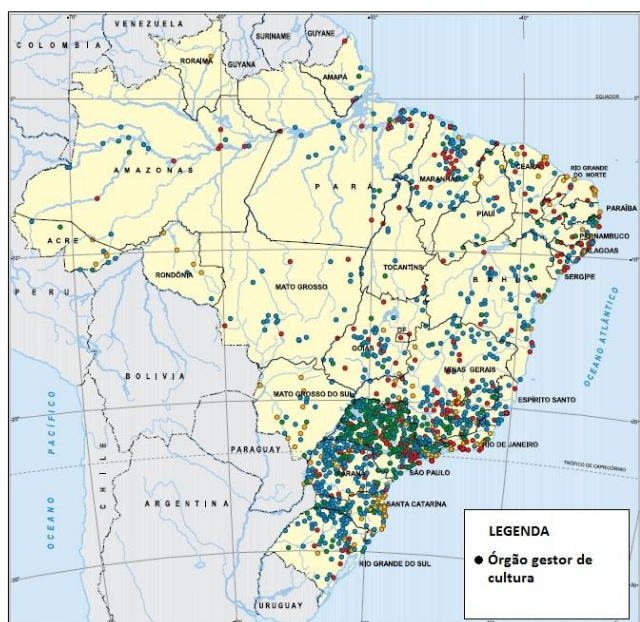 VENEZUELA
COLOMBIA
SURINAME
GUYANE
GUYANA
RORAIMA
AMAPÁ
EQUADOR
AMAZONAS
PARÁ
MARANHÃO
CEARÁ
RIO GRANDE
DO NORTE
PARAÍBA
PIAUÍ
PERNAMBUCO
ALAGOAS
SERGIPE
ACRE
RONDÔNIA
TOCANTINS
BAHIA
MATO GROSSO
PERU
DF
GOIÁS
BOLIVIA
MINAS GERAIS
OCEANO ATLÂNTICO
MATO GROSSO DO SUL
ESPÍRITO SANTO
RIO DE JANEIRO
OCEANO PACÍFICO
CHILE
PARAGUAY
SÃO PAULO
TRÓPICO DE CAPRICÓRNIO
PARANÁ
ARGENTINA
SANTA CATARINA
RIO GRANDE DO SUL
URUGUAY
LEGENDA
Órgão gestor de
cultura